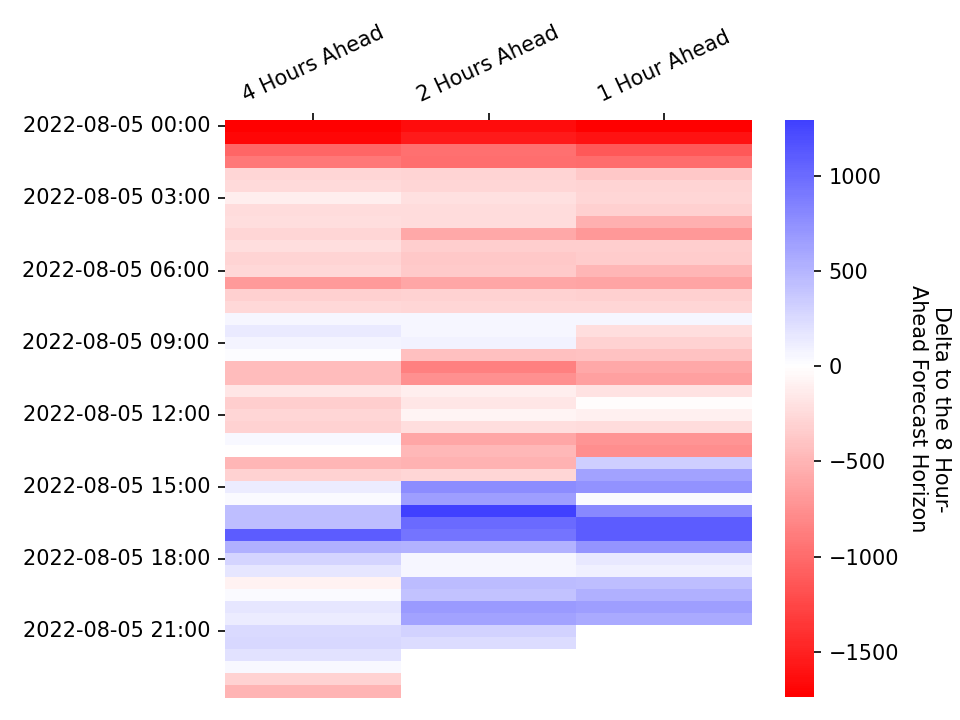 4 Hours Ahead
2 Hours Ahead
1 Hour Ahead
2022-08-05 00:00
2022-08-05 03:00
2022-08-05 06:00
2022-08-05 09:00
2022-08-05 12:00
2022-08-05 15:00
2022-08-05 18:00
2022-08-05 21:00
1000
500
0
−500
−1000
−1500
Delta to the 8 Hour-
Ahead Forecast Horizon